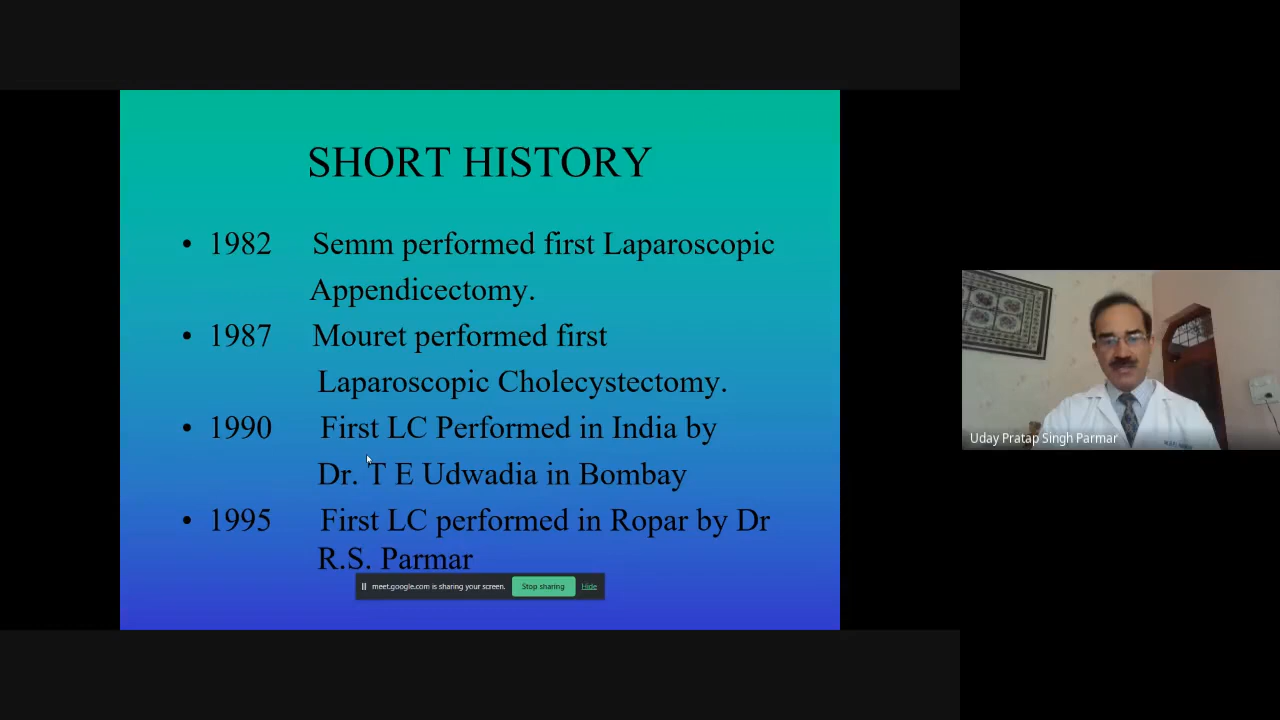 SHORT HISTORY
• 1982 Semm performed first Laparoscopic
Appendicectomy.
• 1987 Mouret performed first
Laparoscopic Cholecystectomy.
• 1990 First LC Performed in India by
Dr. T E Udwadia in Bombay
• 1995 First LC performed in Ropar by Dr
R.S. Parmar
meet.google.com is sharing your screen. Stop sharing Hide
Uday Pratap Singh Parmar